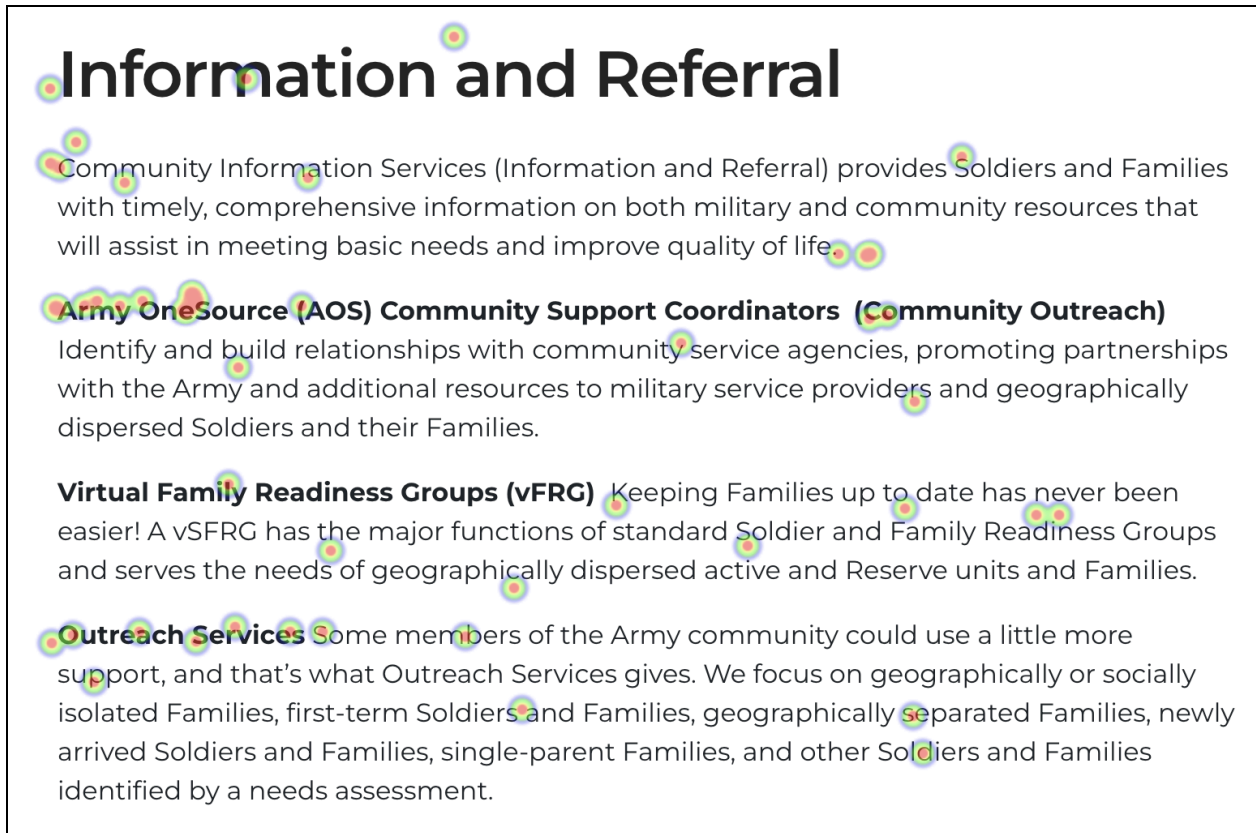 Information and Referral
Community Information Services (Information and Referral) provides Soldiers and Families
with timely, comprehensive information on both military and community resources that
will assist in meeting basic needs and improve quality of life.
Army OneSource (AOS) Community Support Coordinators (Community Outreach)
Identify and build relationships with community service agencies, promoting partnerships
with the Army and additional resources to military service providers and geographically
dispersed Soldiers and their Families.
Virtual Family Readiness Groups (vFRG) Keeping Families up to date has never been
easier! A vSFRG has the major functions of standard Soldier and Family Readiness Groups
and serves the needs of geographically dispersed active and Reserve units and Families.
Outreach Services Some members of the Army community could use a little more
support, and that’s what Outreach Services gives. We focus on geographically or socially
isolated Families, first-term Soldiers and Families, geographically separated Families, newly
arrived Soldiers and Families, single-parent Families, and other Soldiers and Families
identified by a needs assessment.